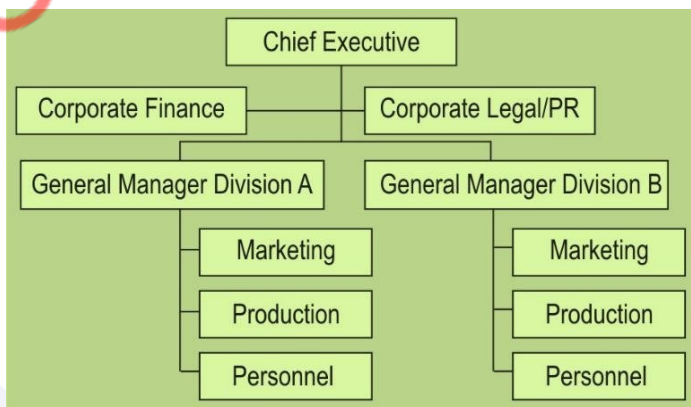 Chief Executive
Corporate Finance
Corporate Legal/PR
General Manager Division A
General Manager Division B
Marketing
Production
Personnel
Marketing
Production
Personnel